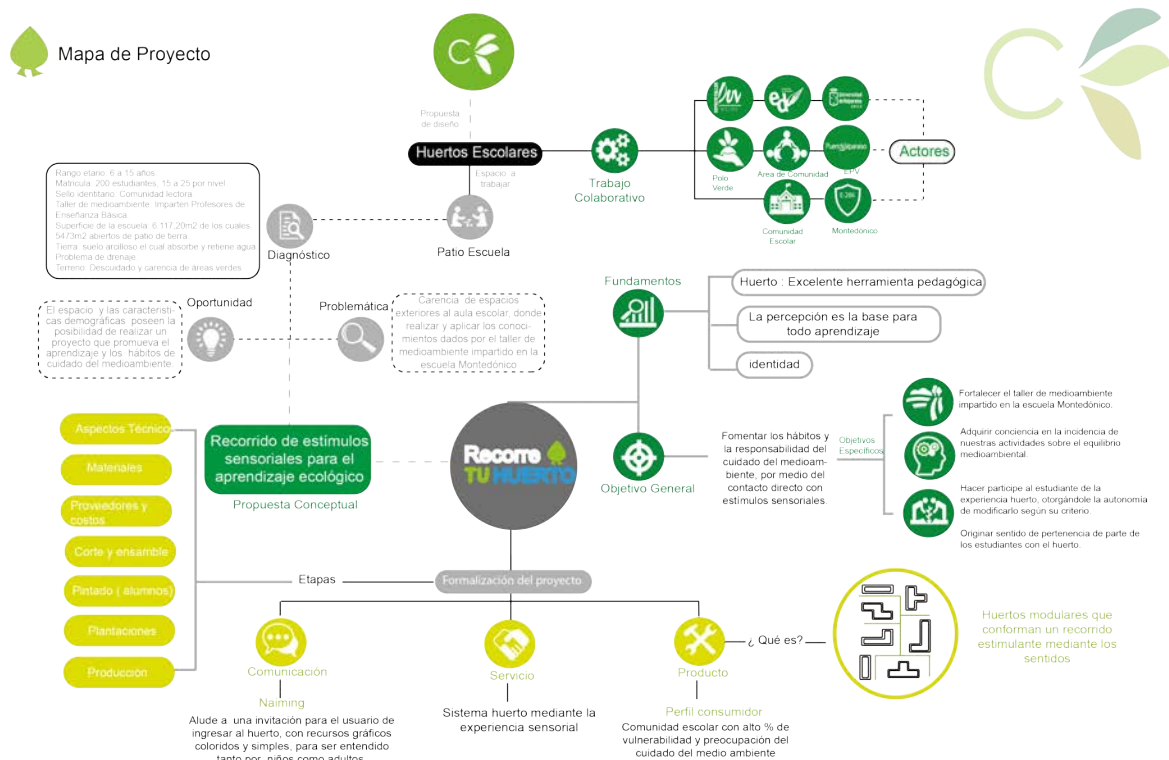 Mapa de Proyecto
Propuesta
de diseño
Huertos Escolares
Espacio a
trabajar
Patio Escuela
Trabajo
Colaborativo
Polo
Verde
Área de Comunidad
EPV
Comunidad
Escolar
Montedónico
Actores
Rango etario: 6 a 15 años
Matricula: 200 estudiantes, 15 a 25 por nivel
Sello identitario: Comunidad lectora
Taller de medioambiente: Imparten Profesores de
Enseñanza Básica
Superficie de la escuela: 6.117,20m2 de los cuales
5473m2 abiertos de patio de tierra
Tierra: suelo arcilloso el cual absorbe y retiene agua
Problema de drenaje
Terreno: Descuidado y carencia de áreas verdes
Diagnóstico
Oportunidad
El espacio y las característi-
cas demográficas poseen la
posibilidad de realizar un
proyecto que promueva el
aprendizaje y los hábitos de
cuidado del medioambiente.
Problemática
Carencia de espacios
exteriores al aula escolar, donde
realizar y aplicar los conoci-
mientos dados por el taller de
medioambiente impartido en la
escuela Montedónico
Fundamentos
Huerto : Excelente herramienta pedagógica
La percepción es la base para
todo aprendizaje
identidad
Recorrido de estímulos
sensoriales para el
aprendizaje ecológico
Propuesta Conceptual
Recorre
TU HUERTO
Objetivo General
Fomentar los hábitos y
la responsabilidad del
cuidado del medioam-
biente, por medio del
contacto directo con
estímulos sensoriales.
Objetivos
Específicos
Fortalecer el taller de medioambiente
impartido en la escuela Montedónico.
Adquirir conciencia en la incidencia de
nuestras actividades sobre el equilibrio
medioambiental.
Hacer participe al estudiante de la
experiencia huerto, otorgándole la autonomía
de modificarlo según su criterio.
Originar sentido de pertenencia de parte de
los estudiantes con el huerto.
Aspectos Técnico
Materiales
Proveedores y
costos
Corte y ensamble
Pintado ( alumnos)
Plantaciones
Producción
Etapas
Formalización del proyecto
Comunicación
Naiming
Alude a una invitación para el usuario de
ingresar al huerto, con recursos gráficos
coloridos y simples, para ser entendido
tanto por niños como adultos
Servicio
Sistema huerto mediante la
experiencia sensorial
Producto
Perfil consumidor
Comunidad escolar con alto % de
vulnerabilidad y preocupación del
cuidado del medio ambiente
¿ Qué es?
Huertos modulares que
conforman un recorrido
estimulante mediante los
sentidos